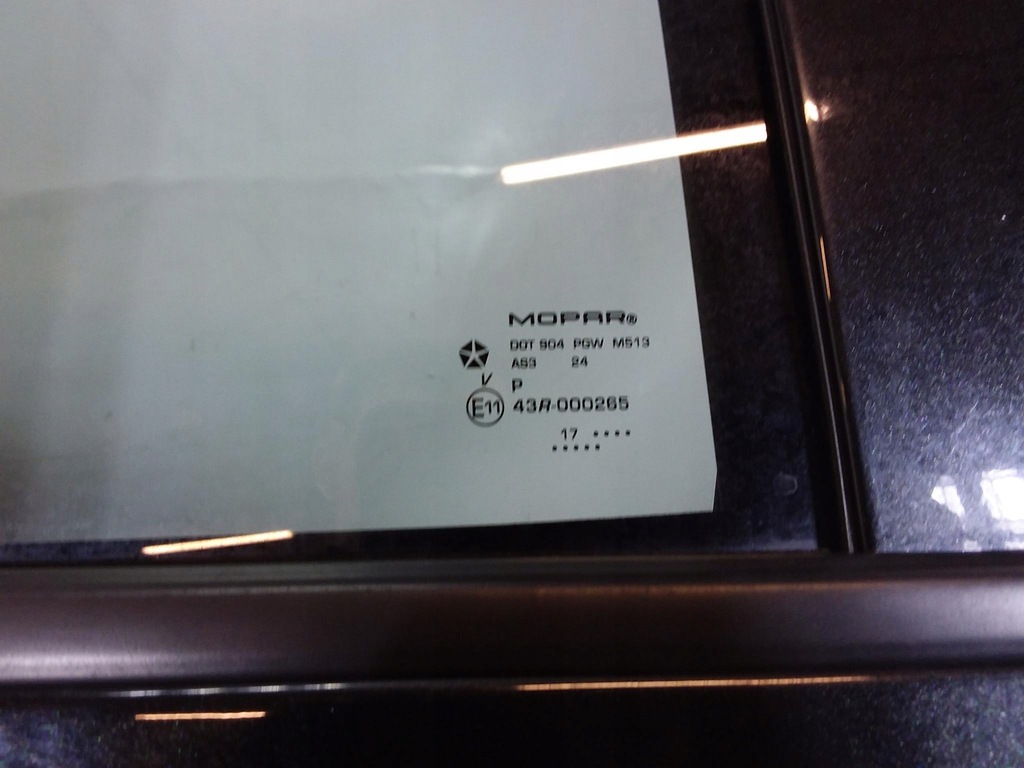 MOPAR®
DOT 904 PGW M513
AS3 24
V P
E11 43R-000265
17 ••••
•••••